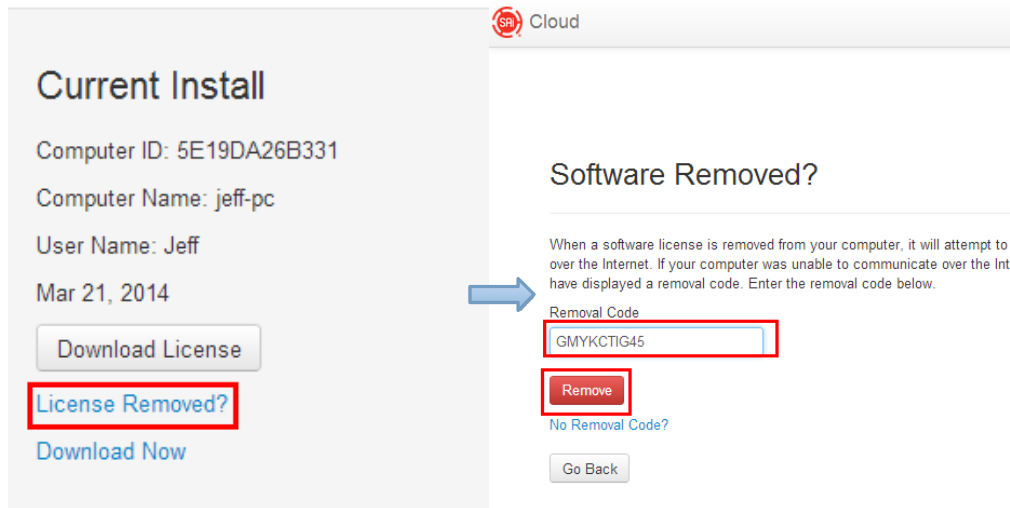 Current Install
Computer ID: 5E19DA26B331
Computer Name: jeff-pc
User Name: Jeff
Mar 21, 2014
Download License
License Removed?
Download Now
SAi Cloud
Software Removed?
When a software license is removed from your computer, it will attempt to
over the Internet. If your computer was unable to communicate over the Int
have displayed a removal code. Enter the removal code below.
Removal Code
GMYKCTIG45
Remove
No Removal Code?
Go Back